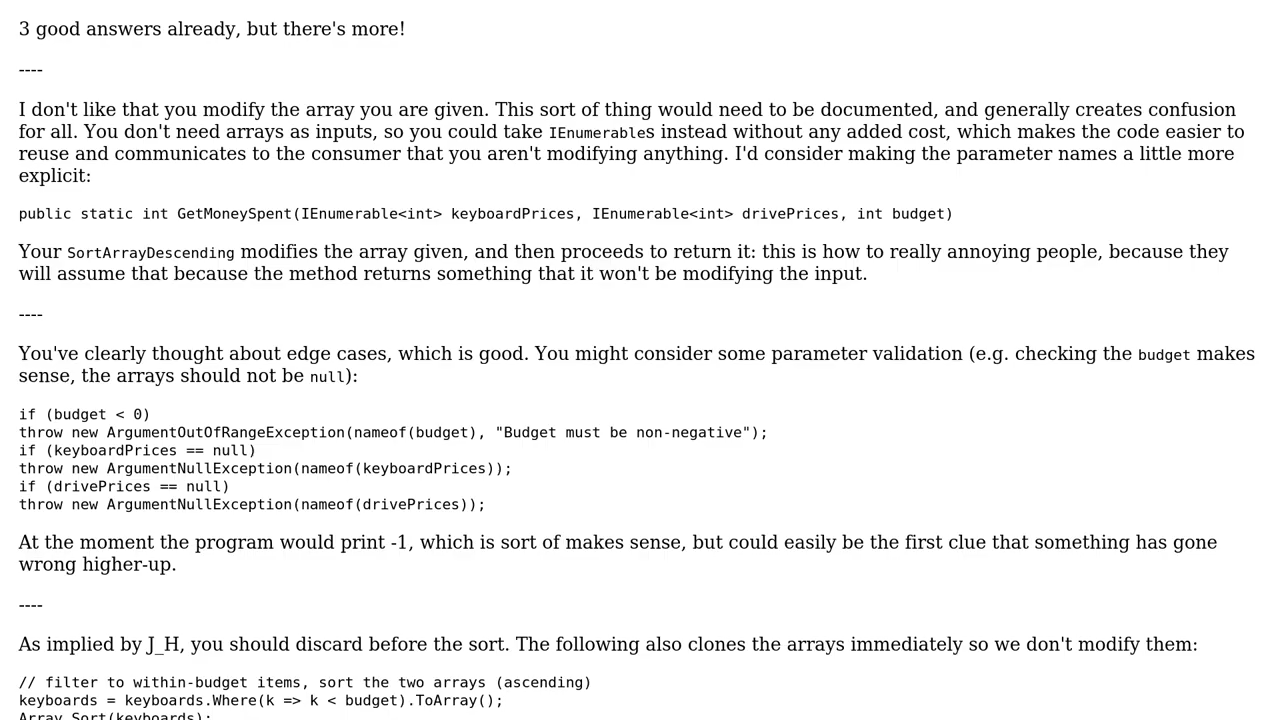 3 good answers already, but there's more!
----
I don't like that you modify the array you are given. This sort of thing would need to be documented, and generally creates confusion
for all. You don't need arrays as inputs, so you could take IEnumerables instead without any added cost, which makes the code easier to
reuse and communicates to the consumer that you aren't modifying anything. I'd consider making the parameter names a little more
explicit:
public static int GetMoneySpent(IEnumerable<int> keyboardPrices, IEnumerable<int> drivePrices, int budget)
Your SortArrayDescending modifies the array given, and then proceeds to return it: this is how to really annoying people, because they
will assume that because the method returns something that it won't be modifying the input.
----
You've clearly thought about edge cases, which is good. You might consider some parameter validation (e.g. checking the budget makes
sense, the arrays should not be null):
if (budget < 0)
throw new ArgumentOutOfRangeException(nameof(budget), "Budget must be non-negative");
if (keyboardPrices == null)
throw new ArgumentNullException(nameof(keyboardPrices));
if (drivePrices == null)
throw new ArgumentNullException(nameof(drivePrices));
At the moment the program would print -1, which is sort of makes sense, but could easily be the first clue that something has gone
wrong higher-up.
----
As implied by J_H, you should discard before the sort. The following also clones the arrays immediately so we don't modify them:
// filter to within-budget items, sort the two arrays (ascending)
keyboards = keyboards.Where(k => k < budget).ToArray();
Array.Sort(keyboards);